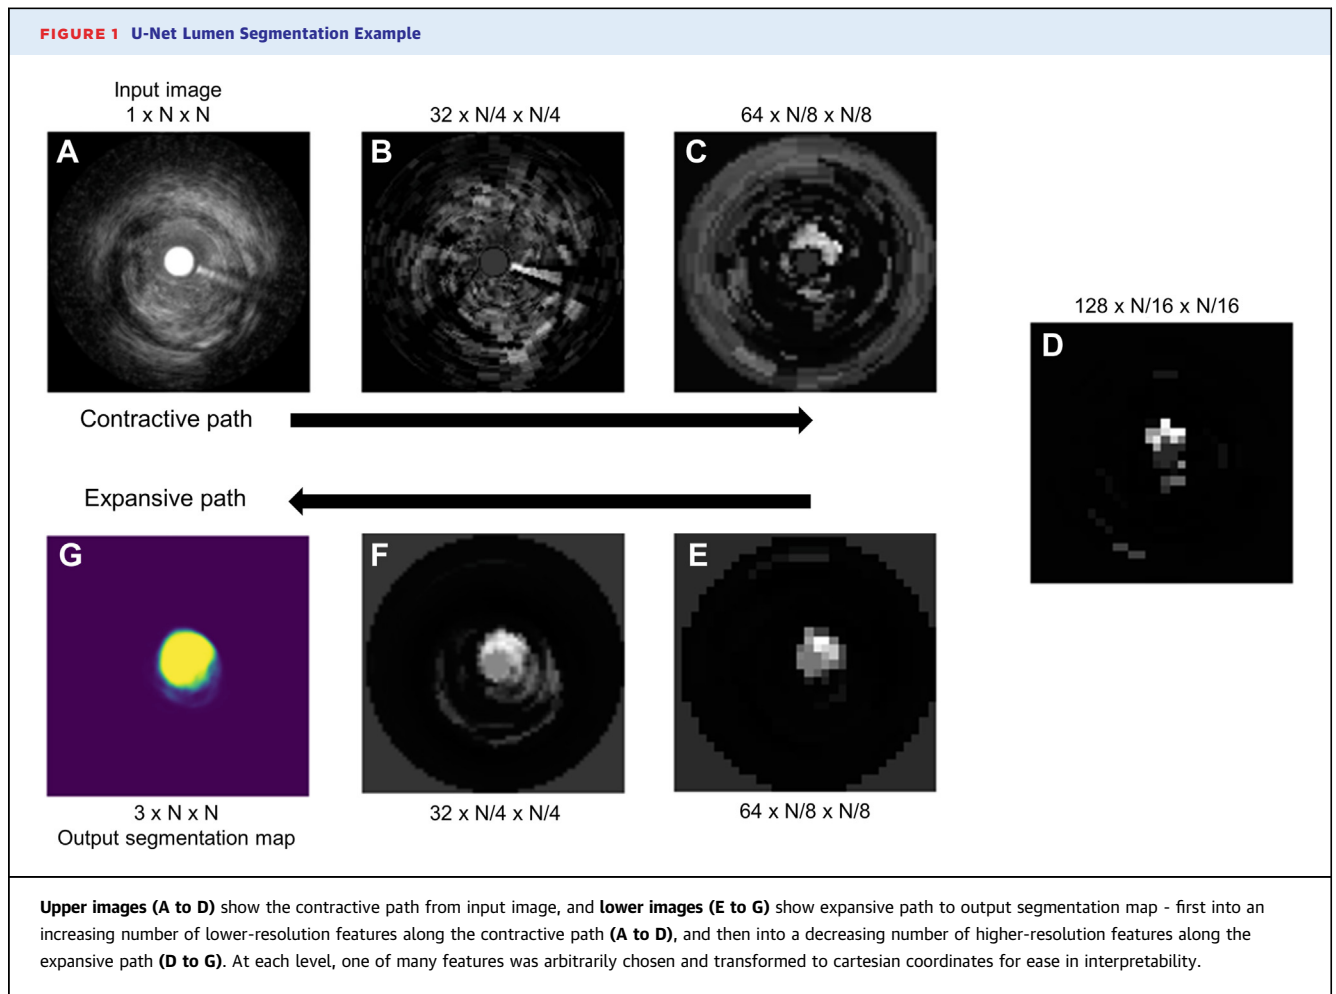 FIGURE 1 U-Net Lumen Segmentation Example
Input image
1 x N x N
32 x N/4 x N/4
64 x N/8 x N/8
A
B
C
128 x N/16 x N/16
D
Contractive path
Expansive path
G
F
E
3 x N x N
Output segmentation map
32 x N/4 x N/4
64 x N/8 x N/8
Upper images (A to D) show the contractive path from input image, and lower images (E to G) show expansive path to output segmentation map - first into an
increasing number of lower-resolution features along the contractive path (A to D), and then into a decreasing number of higher-resolution features along the
expansive path (D to G). At each level, one of many features was arbitrarily chosen and transformed to cartesian coordinates for ease in interpretability.